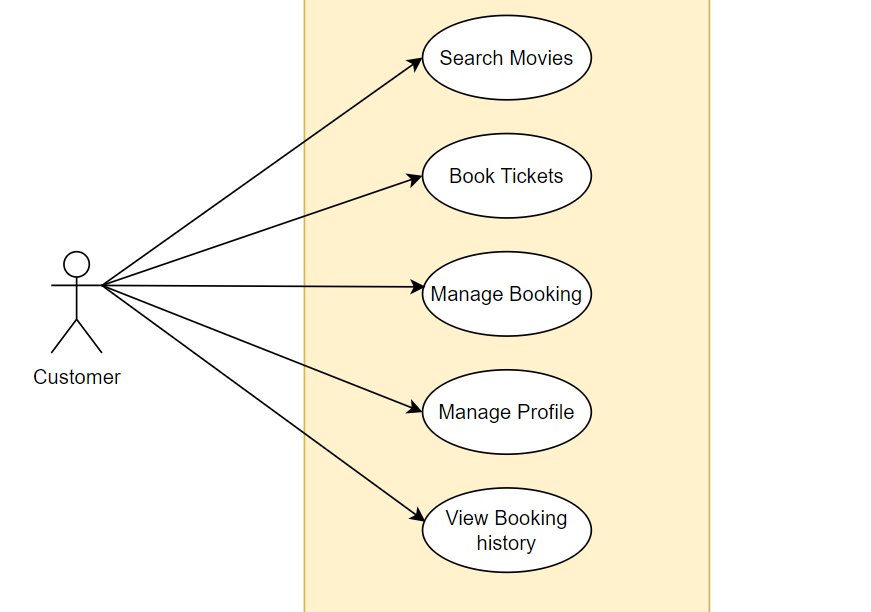 Search Movies
Book Tickets
Manage Booking
Customer
Manage Profile
View Booking
history